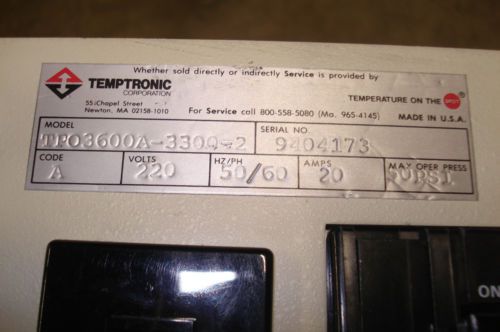 Whether sold directly or indirectly Service is provided by
TEMPTRONIC
CORPORATION
55 Chapel Street
Newton, MA 02158-1010
For Service call 800-558-5080 (Ma. 965-4145)
TEMPERATURE ON THE SPOT
MADE IN U.S.A.
MODEL
TPO3600A-3300-2
SERIAL NO.
9404173
CODE
A
VOLTS
220
HZ/PH
50/60
AMPS
20
MAX OPER PRESS
ON